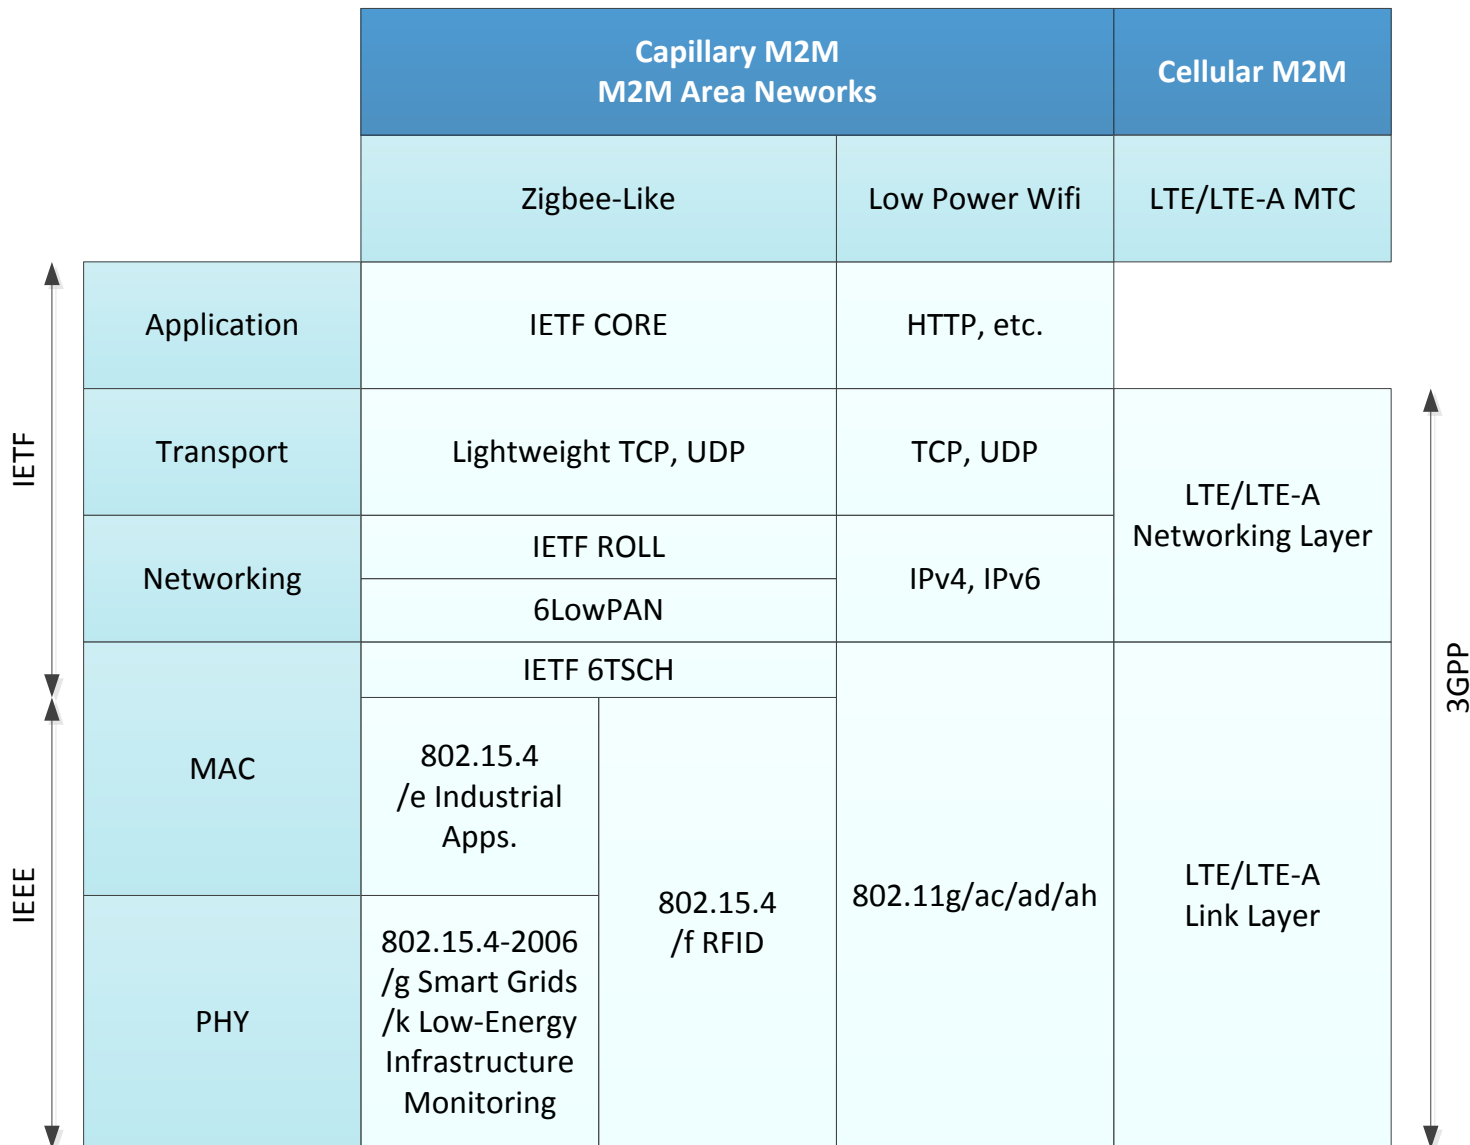 Capillary M2M
M2M Area Neworks
Cellular M2M
Zigbee-Like
Low Power Wifi
LTE/LTE-A MTC
IETF
Application
IETF CORE
HTTP, etc.
Transport
Lightweight TCP, UDP
TCP, UDP
LTE/LTE-A
Networking Layer
Networking
IETF ROLL
6LowPAN
IPv4, IPv6
3GPP
IEEE
MAC
IETF 6TSCH
802.15.4
/e Industrial
Apps.
802.15.4
/f RFID
802.11g/ac/ad/ah
LTE/LTE-A
Link Layer
PHY
802.15.4-2006
/g Smart Grids
/k Low-Energy
Infrastructure
Monitoring